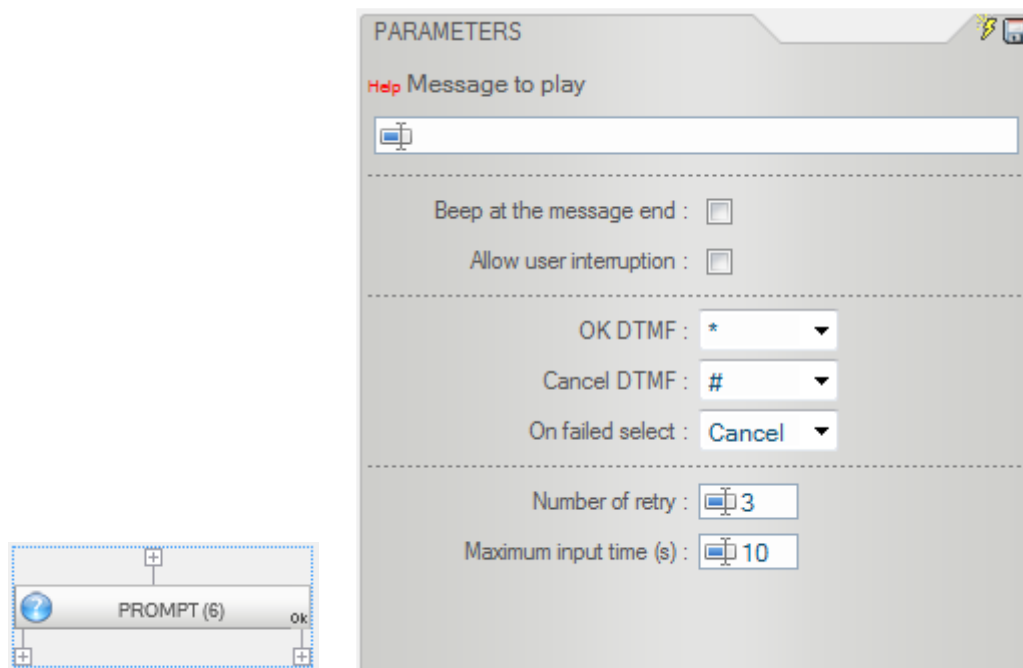 PARAMETERS
Help Message to play
Beep at the message end :
Allow user interruption :
OK DTMF : *
Cancel DTMF : #
On failed select : Cancel
Number of retry : 3
Maximum input time (s) : 10
PROMPT (6)
Ok